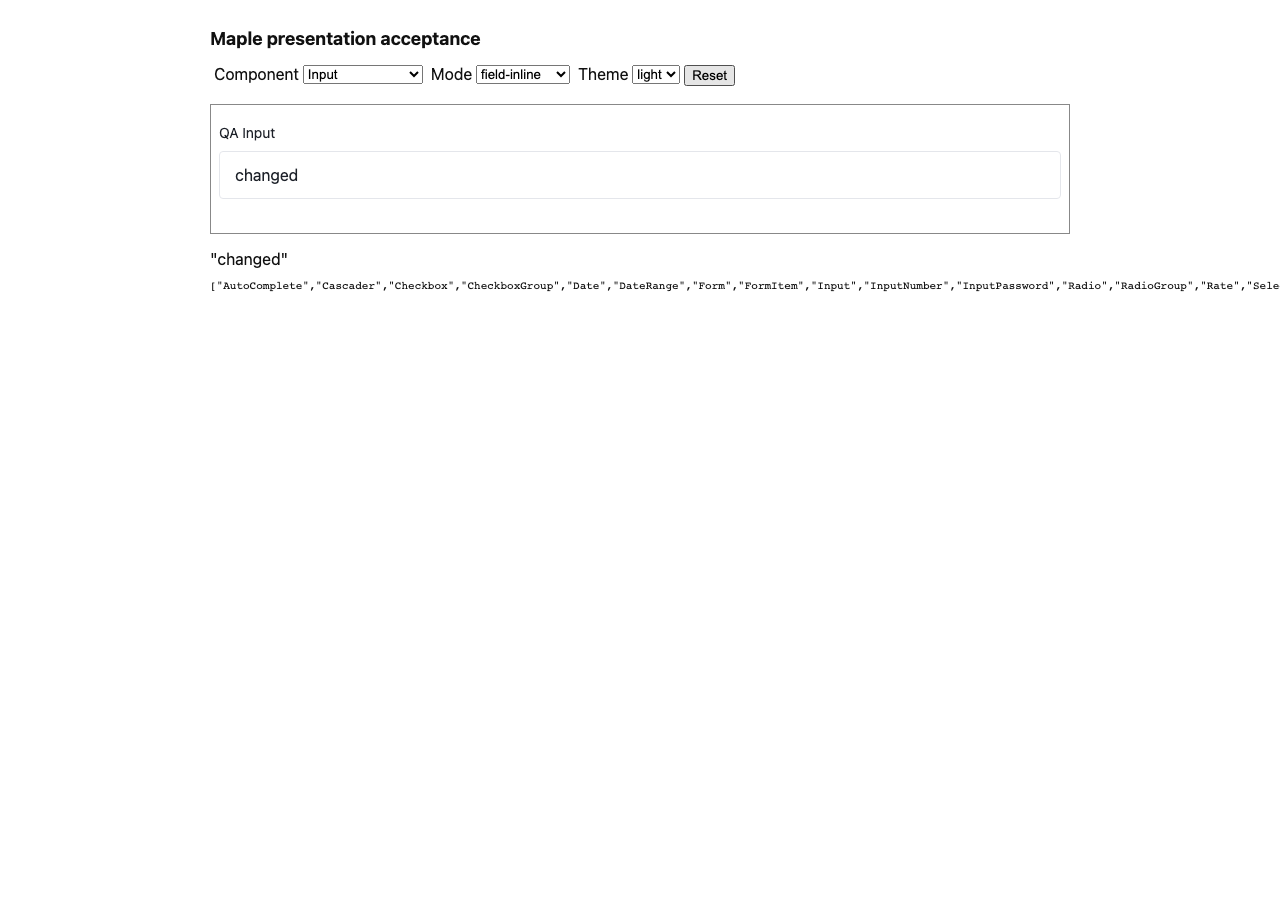 Maple presentation acceptance
Component Input Mode field-inline Theme light Reset
QA Input
changed
"changed"
["AutoComplete","Cascader","Checkbox","CheckboxGroup","Date","DateRange","Form","FormItem","Input","InputNumber","InputPassword","Radio","RadioGroup","Rate","Sele